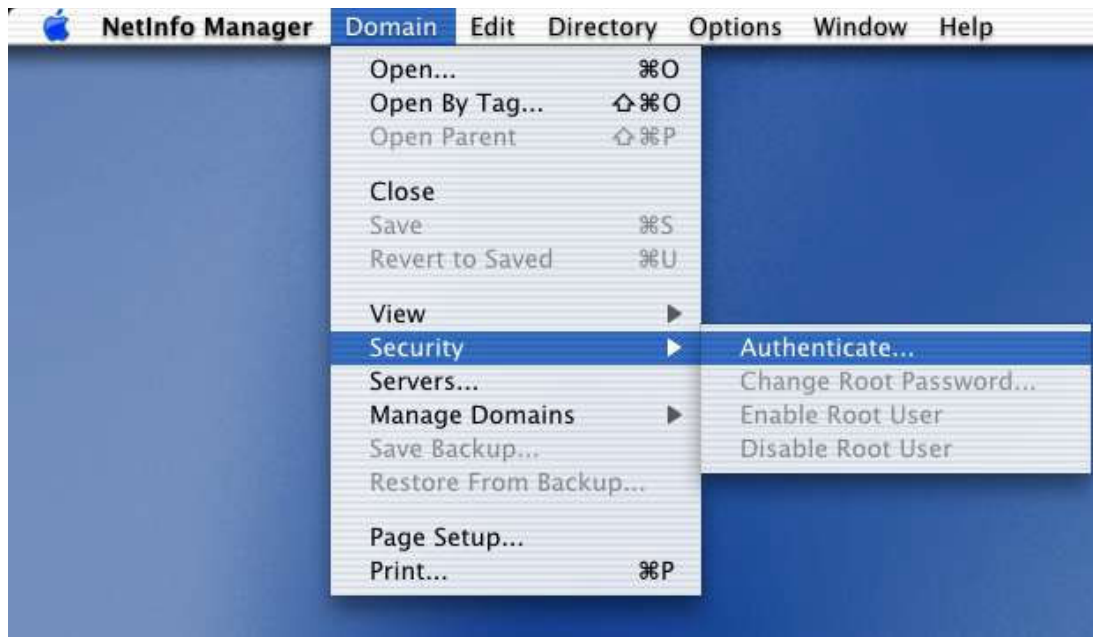 NetInfo Manager Domain Edit Directory Options Window Help
Open... ⌘O
Open By Tag... ⇧⌘O
Open Parent ⇧⌘P
Close
Save ⌘S
Revert to Saved ⌘U
View
Security
Authenticate...
Change Root Password...
Enable Root User
Disable Root User
Servers...
Manage Domains
Save Backup...
Restore From Backup...
Page Setup...
Print... ⌘P